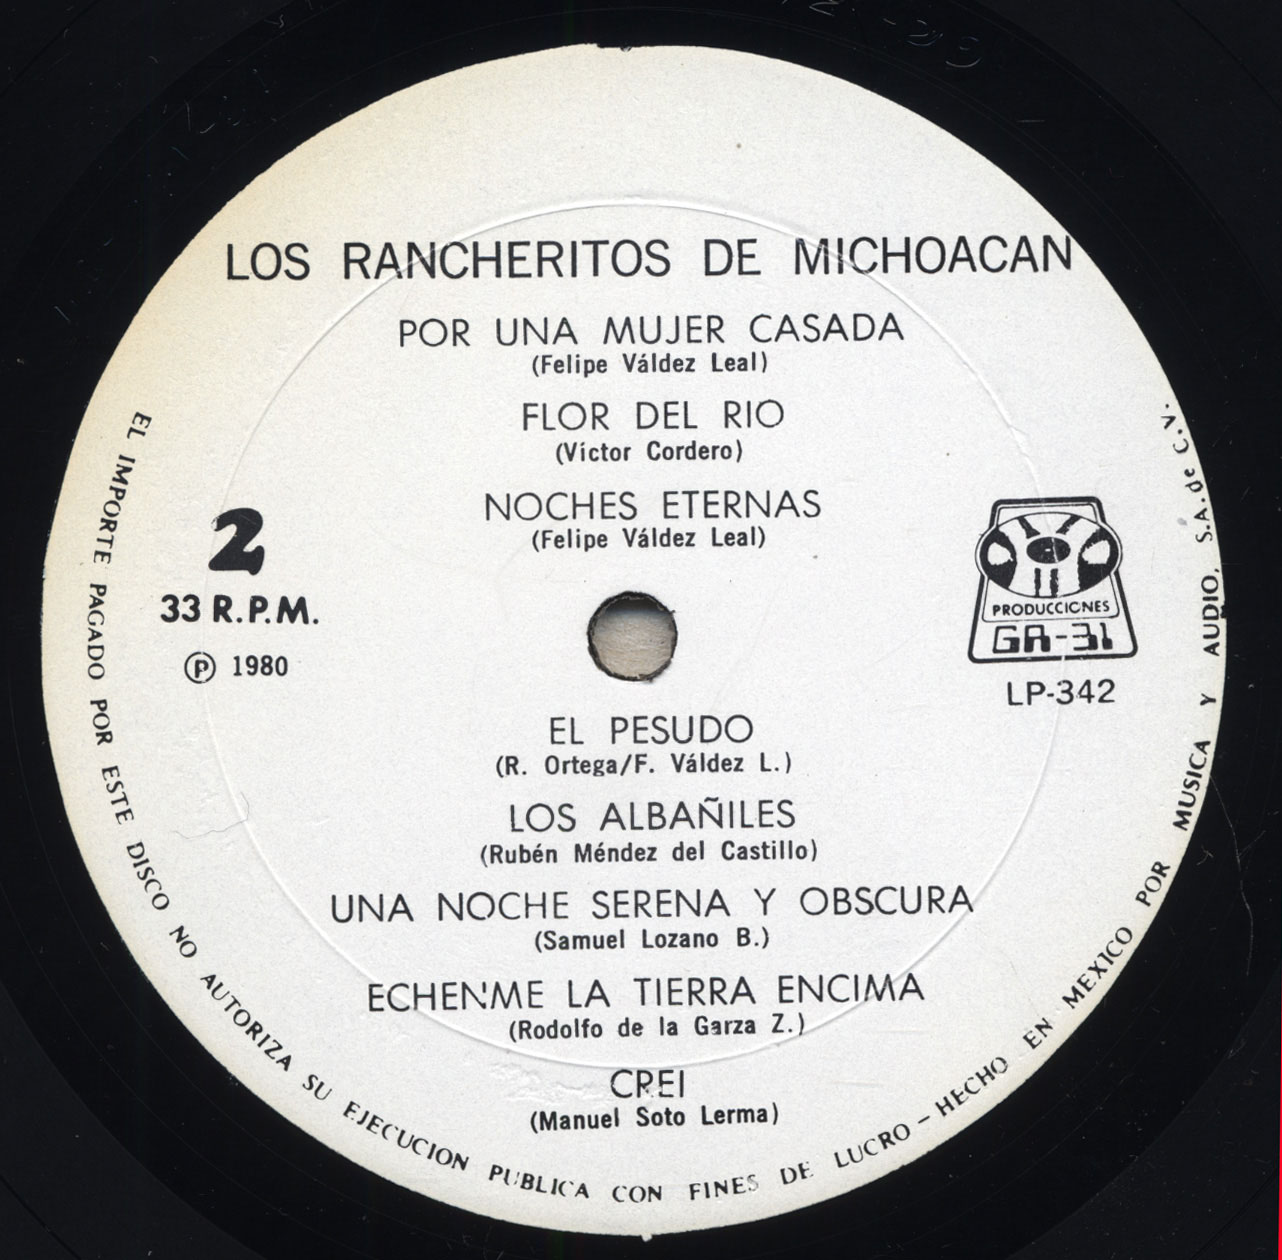 LOS RANCHERITOS DE MICHOACAN
POR UNA MUJER CASADA
(Felipe Váldez Leal)
FLOR DEL RIO
(Víctor Cordero)
NOCHES ETERNAS
(Felipe Váldez Leal)
2
33 R.P.M.
Ⓟ 1980
PRODUCCIONES
GA-31
LP-342
EL PESUDO
(R. Ortega/F. Váldez L.)
LOS ALBAÑILES
(Rubén Méndez del Castillo)
UNA NOCHE SERENA Y OBSCURA
(Samuel Lozano B.)
ECHENME LA TIERRA ENCIMA
(Rodolfo de la Garza Z.)
CREI
(Manuel Soto Lerma)
EL IMPORTE PAGADO POR ESTE DISCO NO AUTORIZA SU EJECUCION PUBLICA CON FINES DE LUCRO - HECHO EN MEXICO POR MUSICA Y AUDIO, S.A. de C.V.